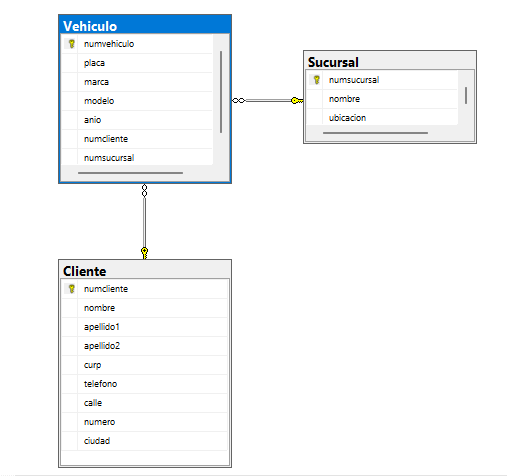 Vehiculo
numvehiculo
placa
marca
modelo
anio
numcliente
numsucursal
Sucursal
numsucursal
nombre
ubicacion
Cliente
numcliente
nombre
apellido1
apellido2
curp
telefono
calle
numero
ciudad